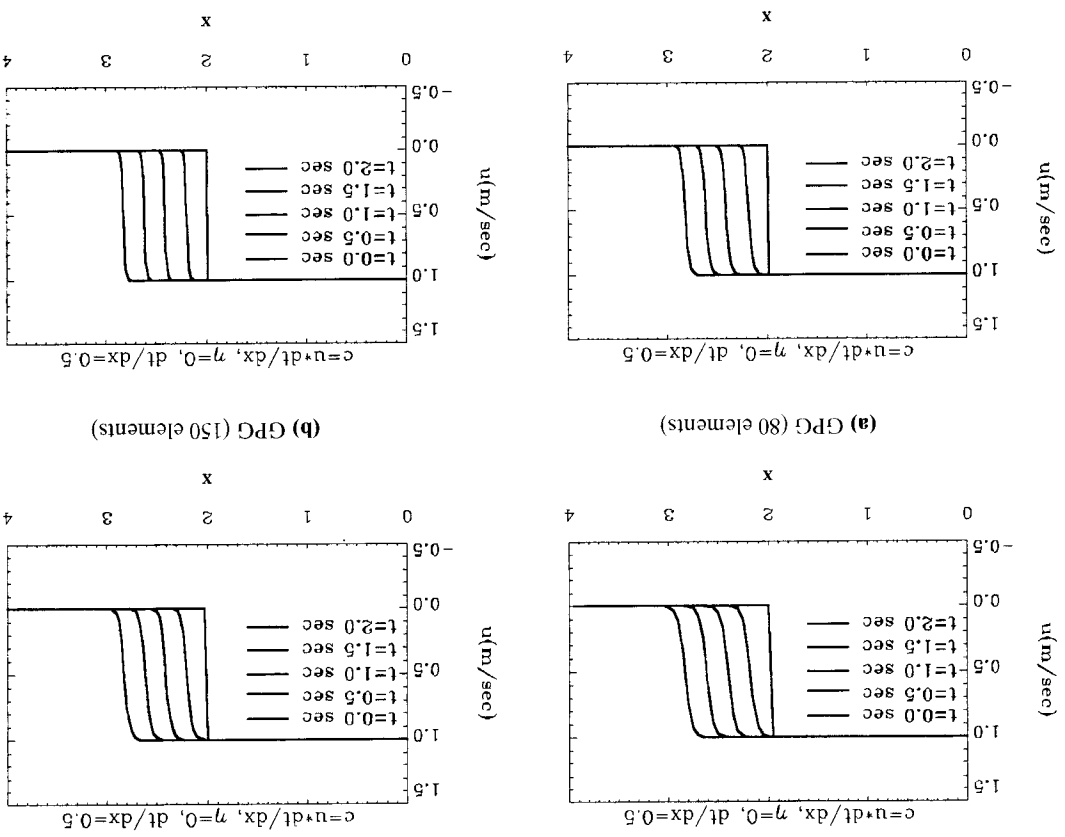 c=u*dt/dx, η=0, dt/dx=0.5
1.5
1.0
0.5
0.0
-0.5
u(m/sec)
t=0.0 sec
t=0.5 sec
t=1.0 sec
t=1.5 sec
t=2.0 sec
0 1 2 3 4
x
(a) GPG (80 elements)
c=u*dt/dx, η=0, dt/dx=0.5
1.5
1.0
0.5
0.0
-0.5
u(m/sec)
t=0.0 sec
t=0.5 sec
t=1.0 sec
t=1.5 sec
t=2.0 sec
0 1 2 3 4
x
(b) GPG (150 elements)
c=u*dt/dx, η=0, dt/dx=0.5
1.5
1.0
0.5
0.0
-0.5
u(m/sec)
t=0.0 sec
t=0.5 sec
t=1.0 sec
t=1.5 sec
t=2.0 sec
0 1 2 3 4
x
c=u*dt/dx, η=0, dt/dx=0.5
1.5
1.0
0.5
0.0
-0.5
u(m/sec)
t=0.0 sec
t=0.5 sec
t=1.0 sec
t=1.5 sec
t=2.0 sec
0 1 2 3 4
x